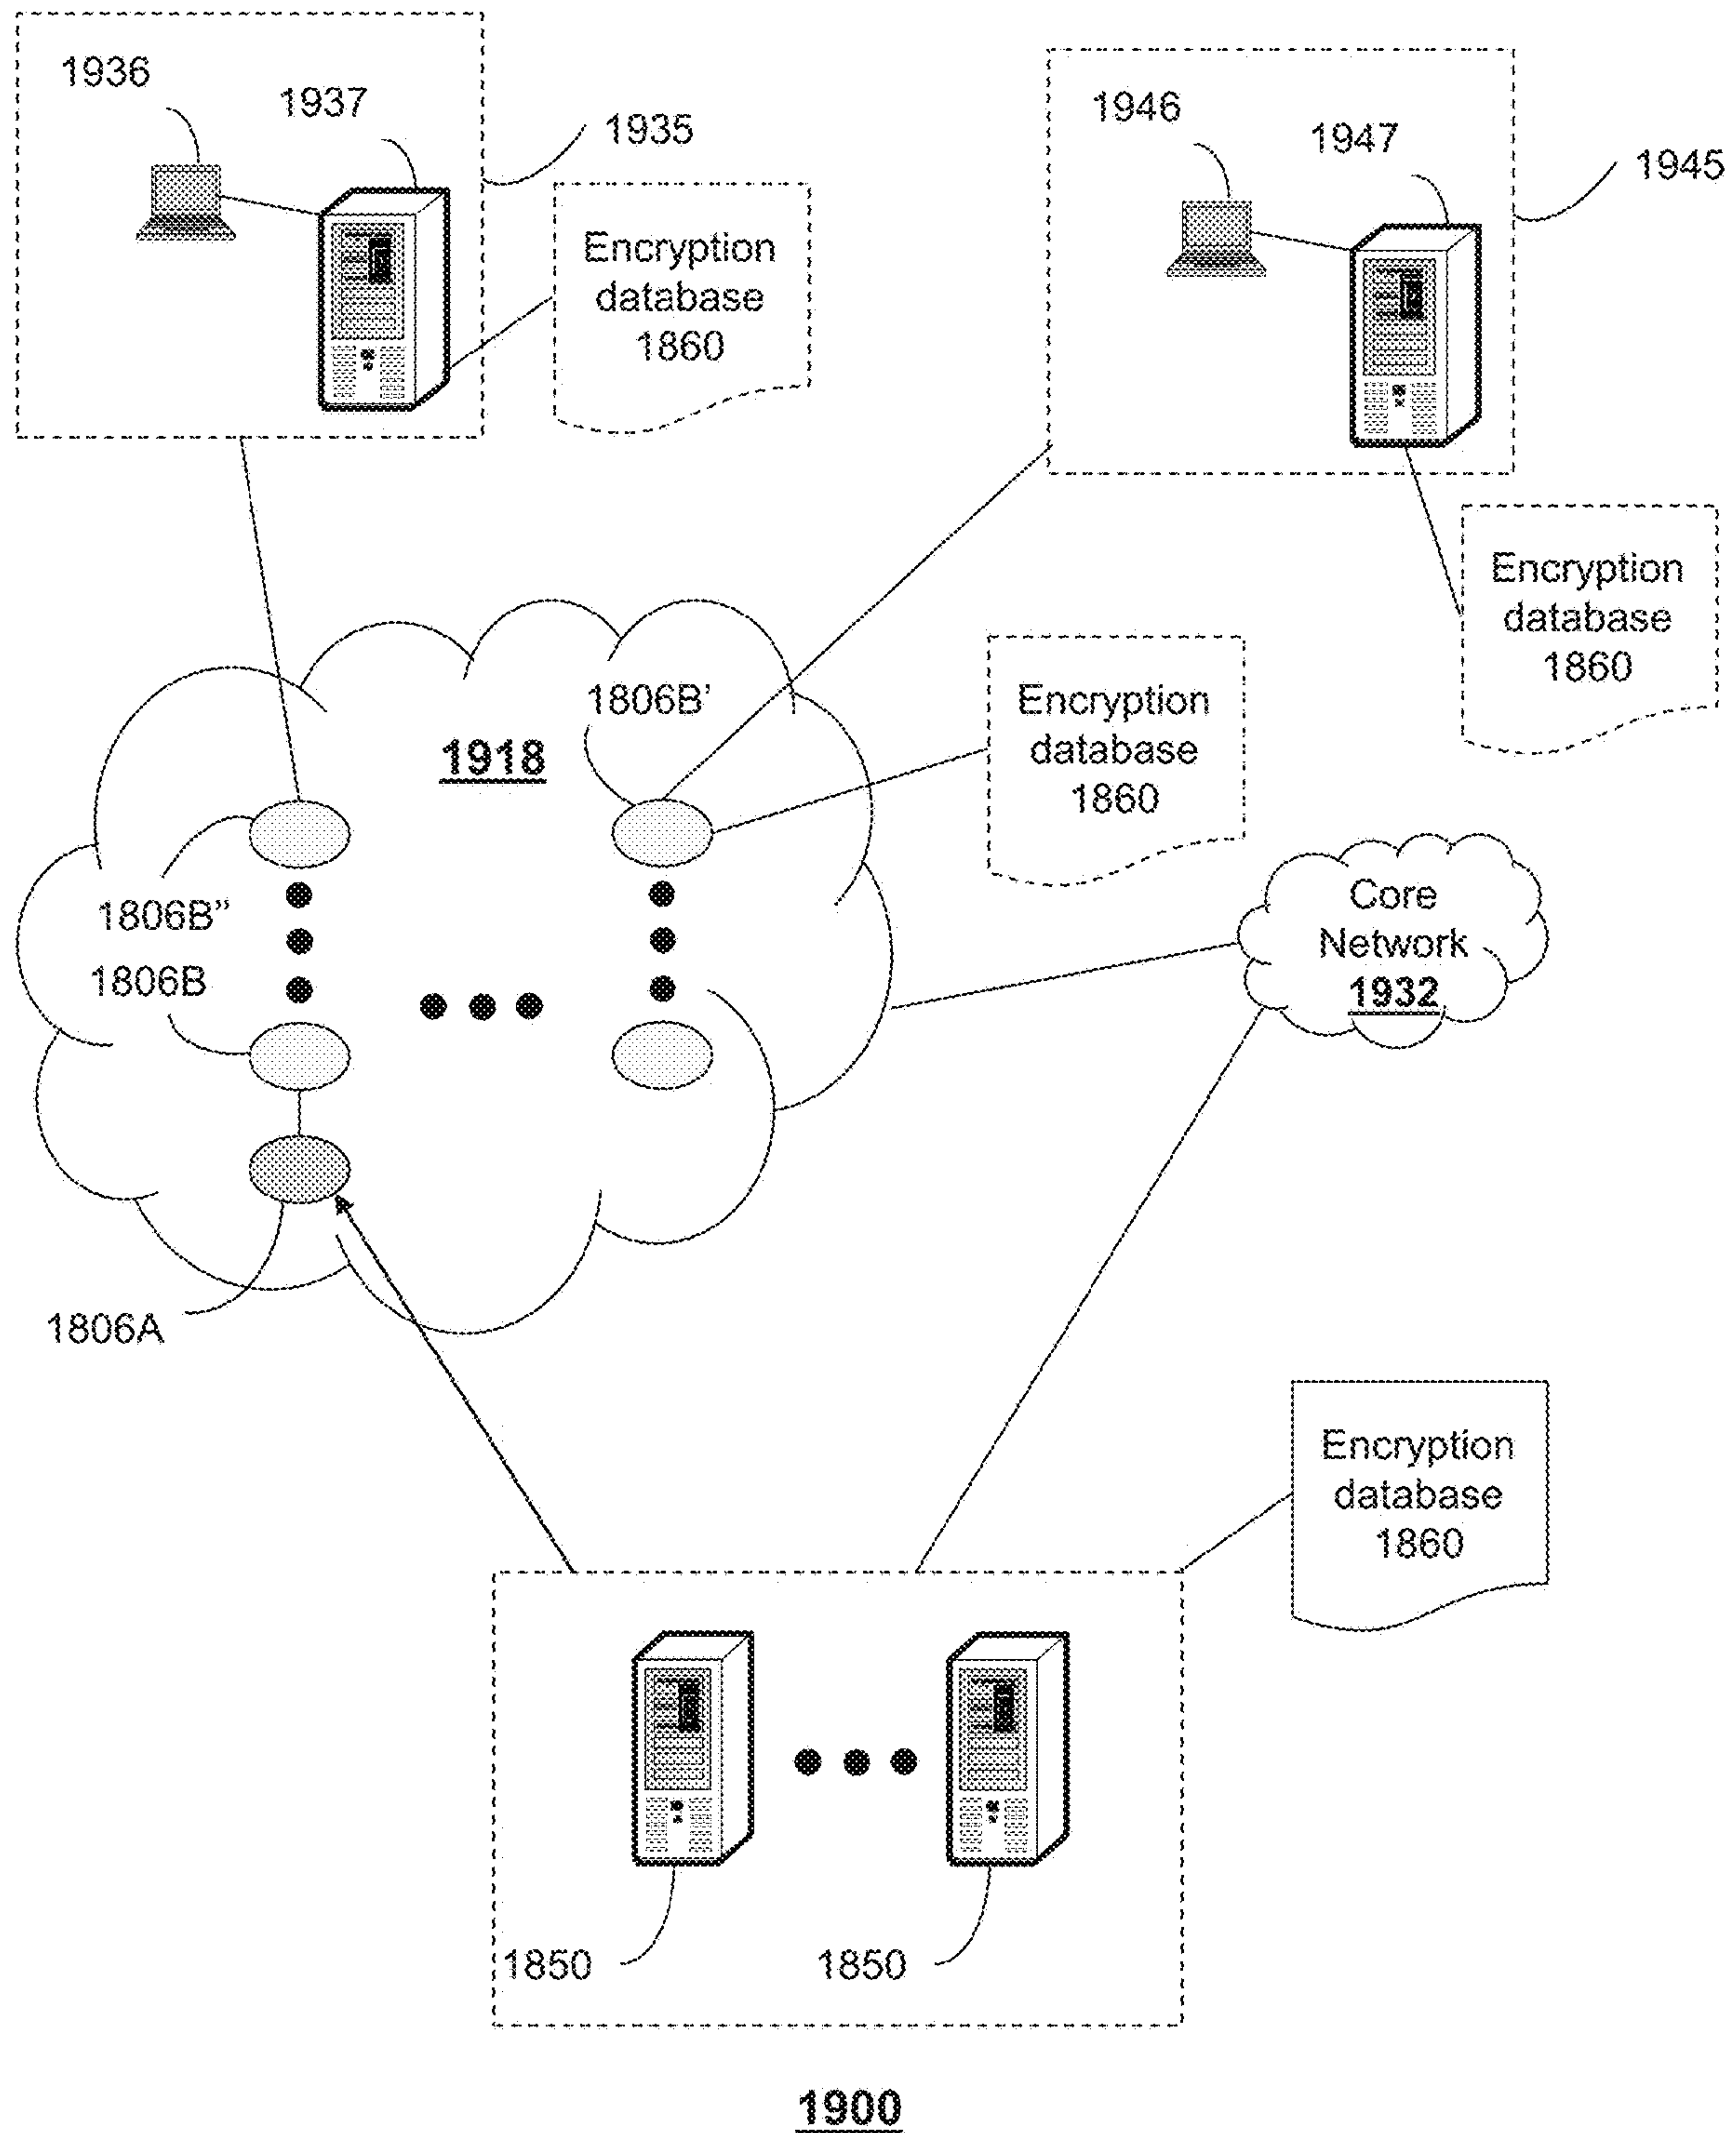 1936
1937
1935
Encryption
database
1860
1946
1947
1945
Encryption
database
1860
1806B’
1918
Encryption
database
1860
1806B”
1806B
Core
Network
1932
1806A
Encryption
database
1860
1850
1850
1900